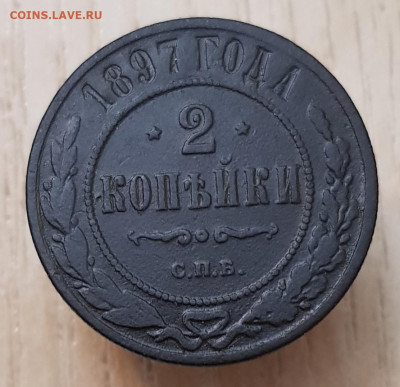 COINS.LAVE.RU
1897 ГОДА
2
КОПѢЙКИ
С.П.Б.